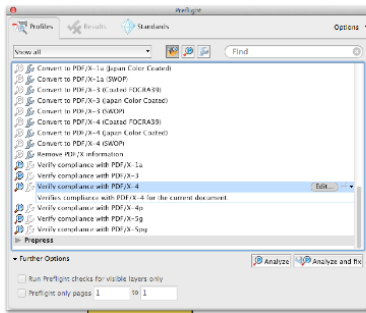 Preflight
Profiles Results Standards Options
Show all Find
Convert to PDF/X-1a (Japan Color Coated)
Convert to PDF/X-1a (SWOP)
Convert to PDF/X-3 (Coated FOGRA39)
Convert to PDF/X-3 (Japan Color Coated)
Convert to PDF/X-3 (SWOP)
Convert to PDF/X-4 (Coated FOGRA39)
Convert to PDF/X-4 (Japan Color Coated)
Convert to PDF/X-4 (SWOP)
Remove PDF/X information
Verify compliance with PDF/X-1a
Verify compliance with PDF/X-3
Verify compliance with PDF/X-4 Edit...
Verifies compliance with PDF/X-4 for the current document.
Verify compliance with PDF/X-4p
Verify compliance with PDF/X-5g
Verify compliance with PDF/X-5pg
Prepress
Further Options Analyze Analyze and fix
Run Preflight checks for visible layers only
Preflight only pages 1 to 1